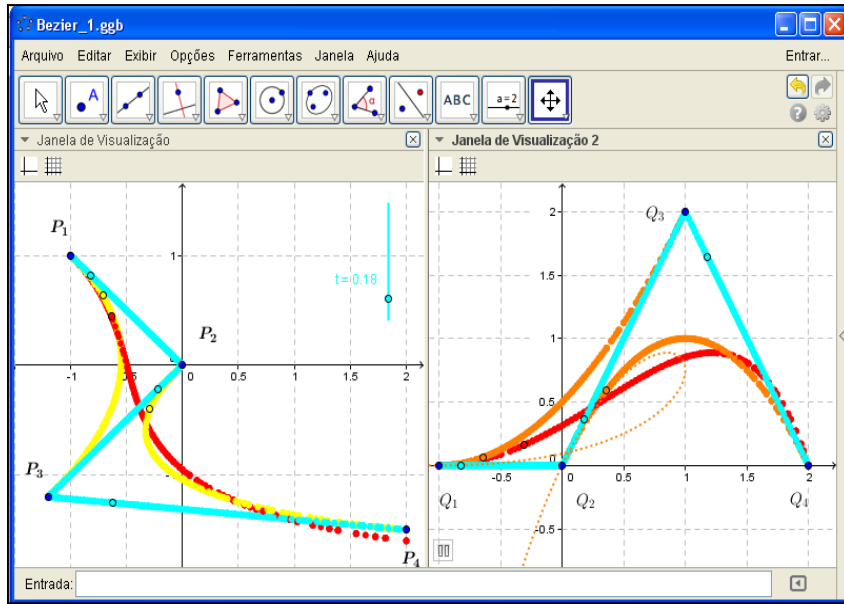 Bezier_1.ggb
Arquivo Editar Exibir Opções Ferramentas Janela Ajuda Entrar...
A α ABC a=2
Janela de Visualização
Janela de Visualização 2
P1
1
t=0.18
P2
0
-1 -0.5 0.5 1 1.5 2
P3
-1
P4
2
Q3
1.5
1
0.5
0
-1 0 0.5 1 1.5 2
Q1 Q2 Q4
-0.5
Entrada: